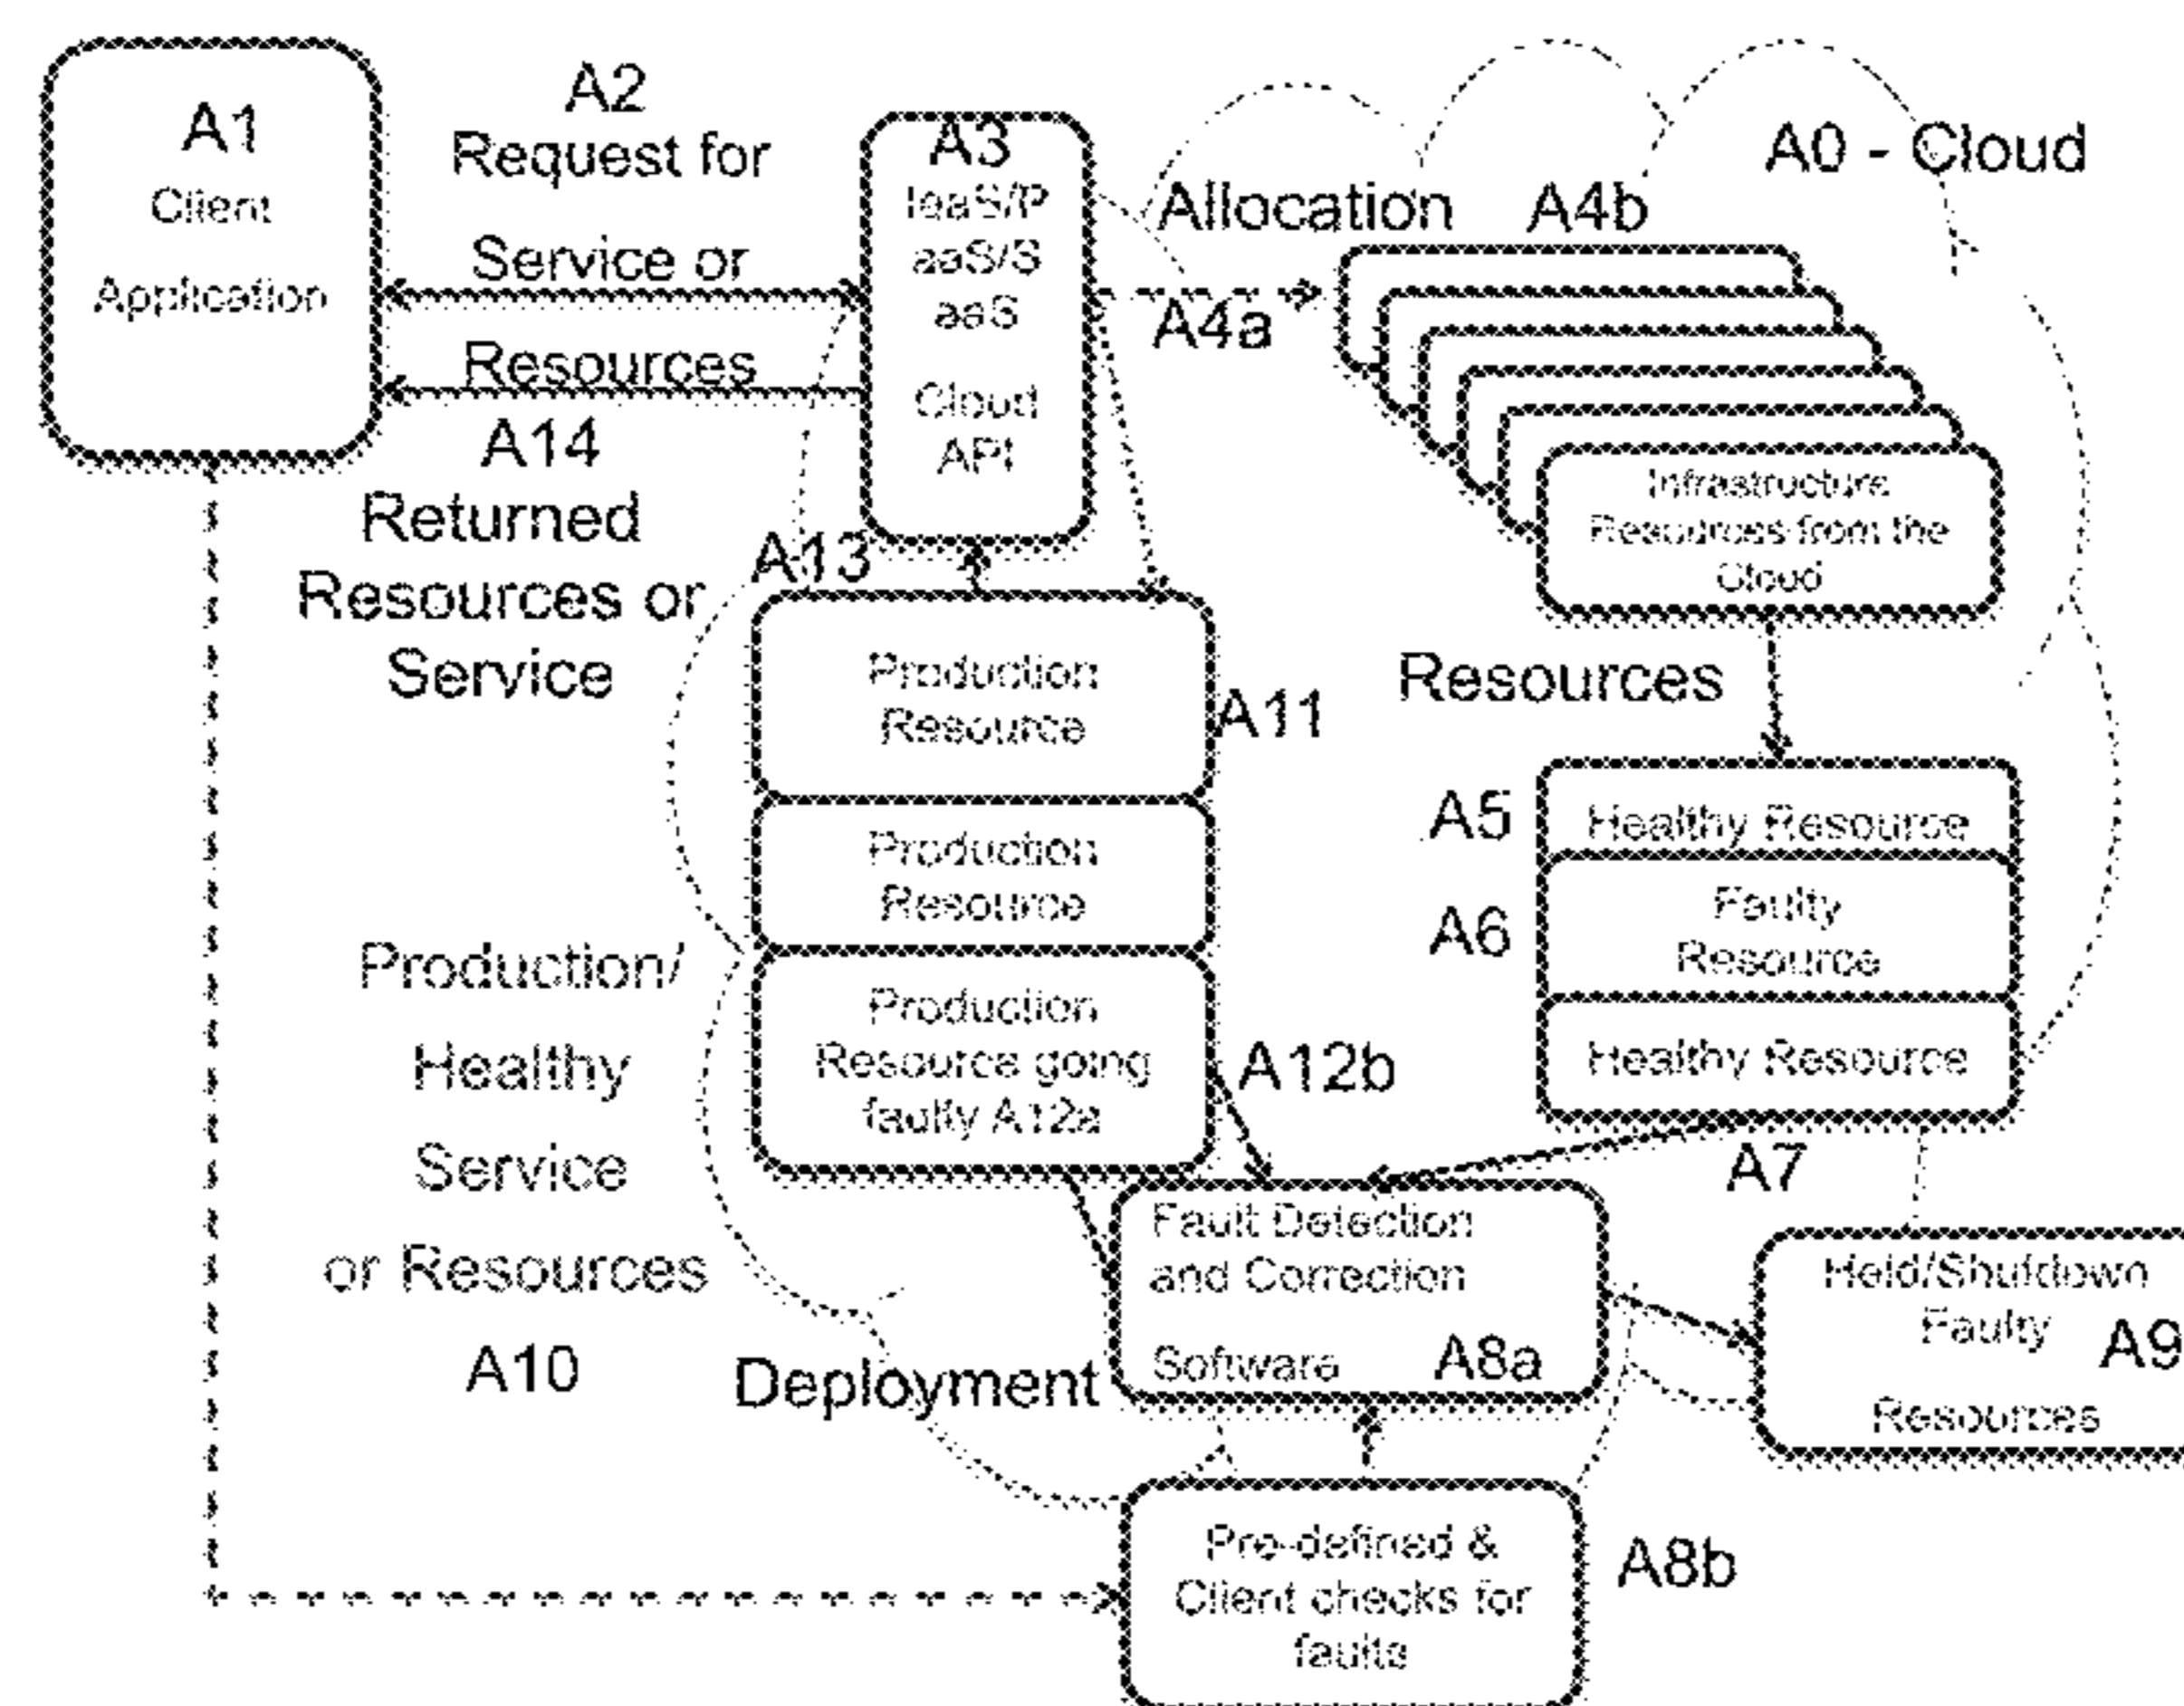 A1
Client
Application
A2
Request for
Service or
Resources
A14
Returned
Resources or
Service
A3
IaaS/P
aaS/S
aaS
Cloud
API
A0 - Cloud
Allocation
A4b
A4a
Infrastructure
Resources from the
Cloud
Resources
A13
Production
Resource
A11
Production
Resource
Production
Resource going
faulty A12a
A12b
A5
Healthy Resource
A6
Faulty
Resource
Healthy Resource
A7
Production/
Healthy
Service
or Resources
A10
Deployment
Fault Detection
and Correction
Software A8a
Held/Shutdown
Faulty A9
Resources
Pre-defined &
Client checks for
faults
A8b